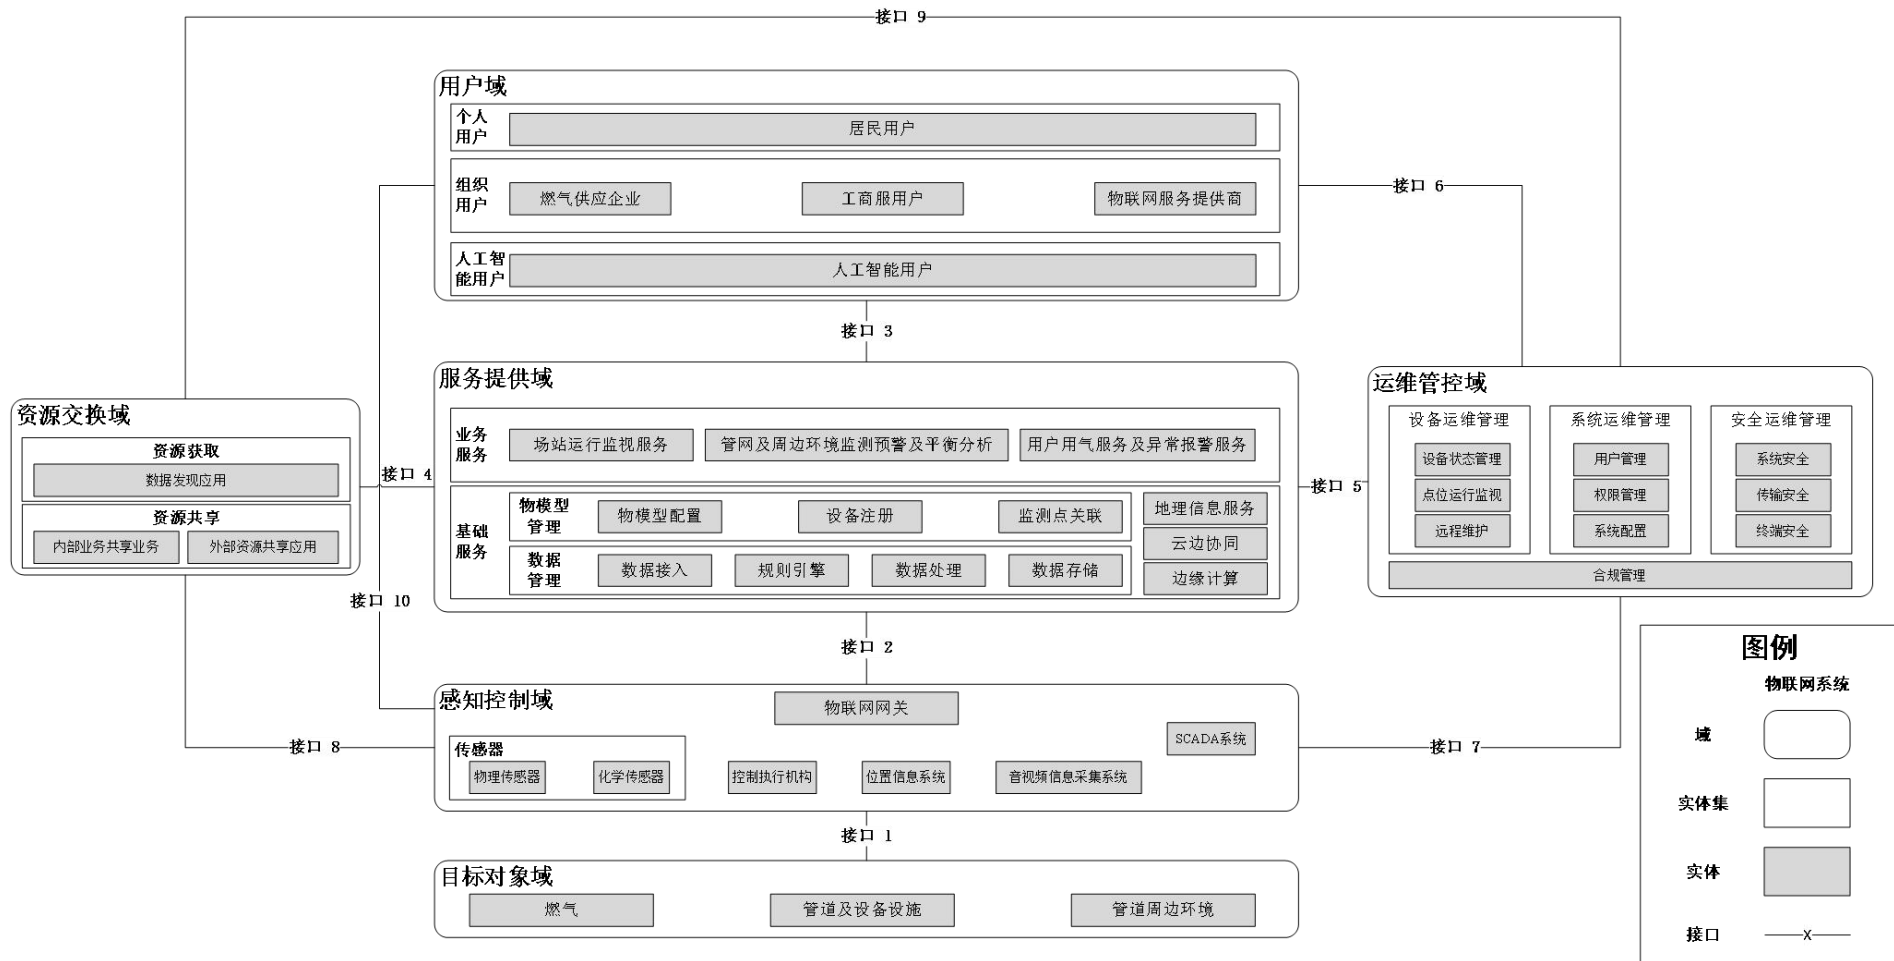 接口 9
用户域
个人
用户
居民用户
组织
用户
燃气供应企业
工商服用户
物联网服务提供商
人工智
能用户
人工智能用户
接口 6
接口 3
服务提供域
业务
服务
场站运行监视服务
管网及周边环境监测预警及平衡分析
用户用气服务及异常报警服务
基础
服务
物模型
管理
物模型配置
设备注册
监测点关联
数据
管理
数据接入
规则引擎
数据处理
数据存储
地理信息服务
云边协同
边缘计算
资源交换域
资源获取
数据发现应用
资源共享
内部业务共享业务
外部资源共享应用
接口 4
接口 5
接口 10
运维管控域
设备运维管理
设备状态管理
点位运行监视
远程维护
系统运维管理
用户管理
权限管理
系统配置
安全运维管理
系统安全
传输安全
终端安全
合规管理
接口 2
感知控制域
物联网网关
SCADA系统
传感器
物理传感器
化学传感器
控制执行机构
位置信息系统
音视频信息采集系统
接口 8
接口 7
接口 1
目标对象域
燃气
管道及设备设施
管道周边环境
图例
物联网系统
域
实体集
实体
接口
X